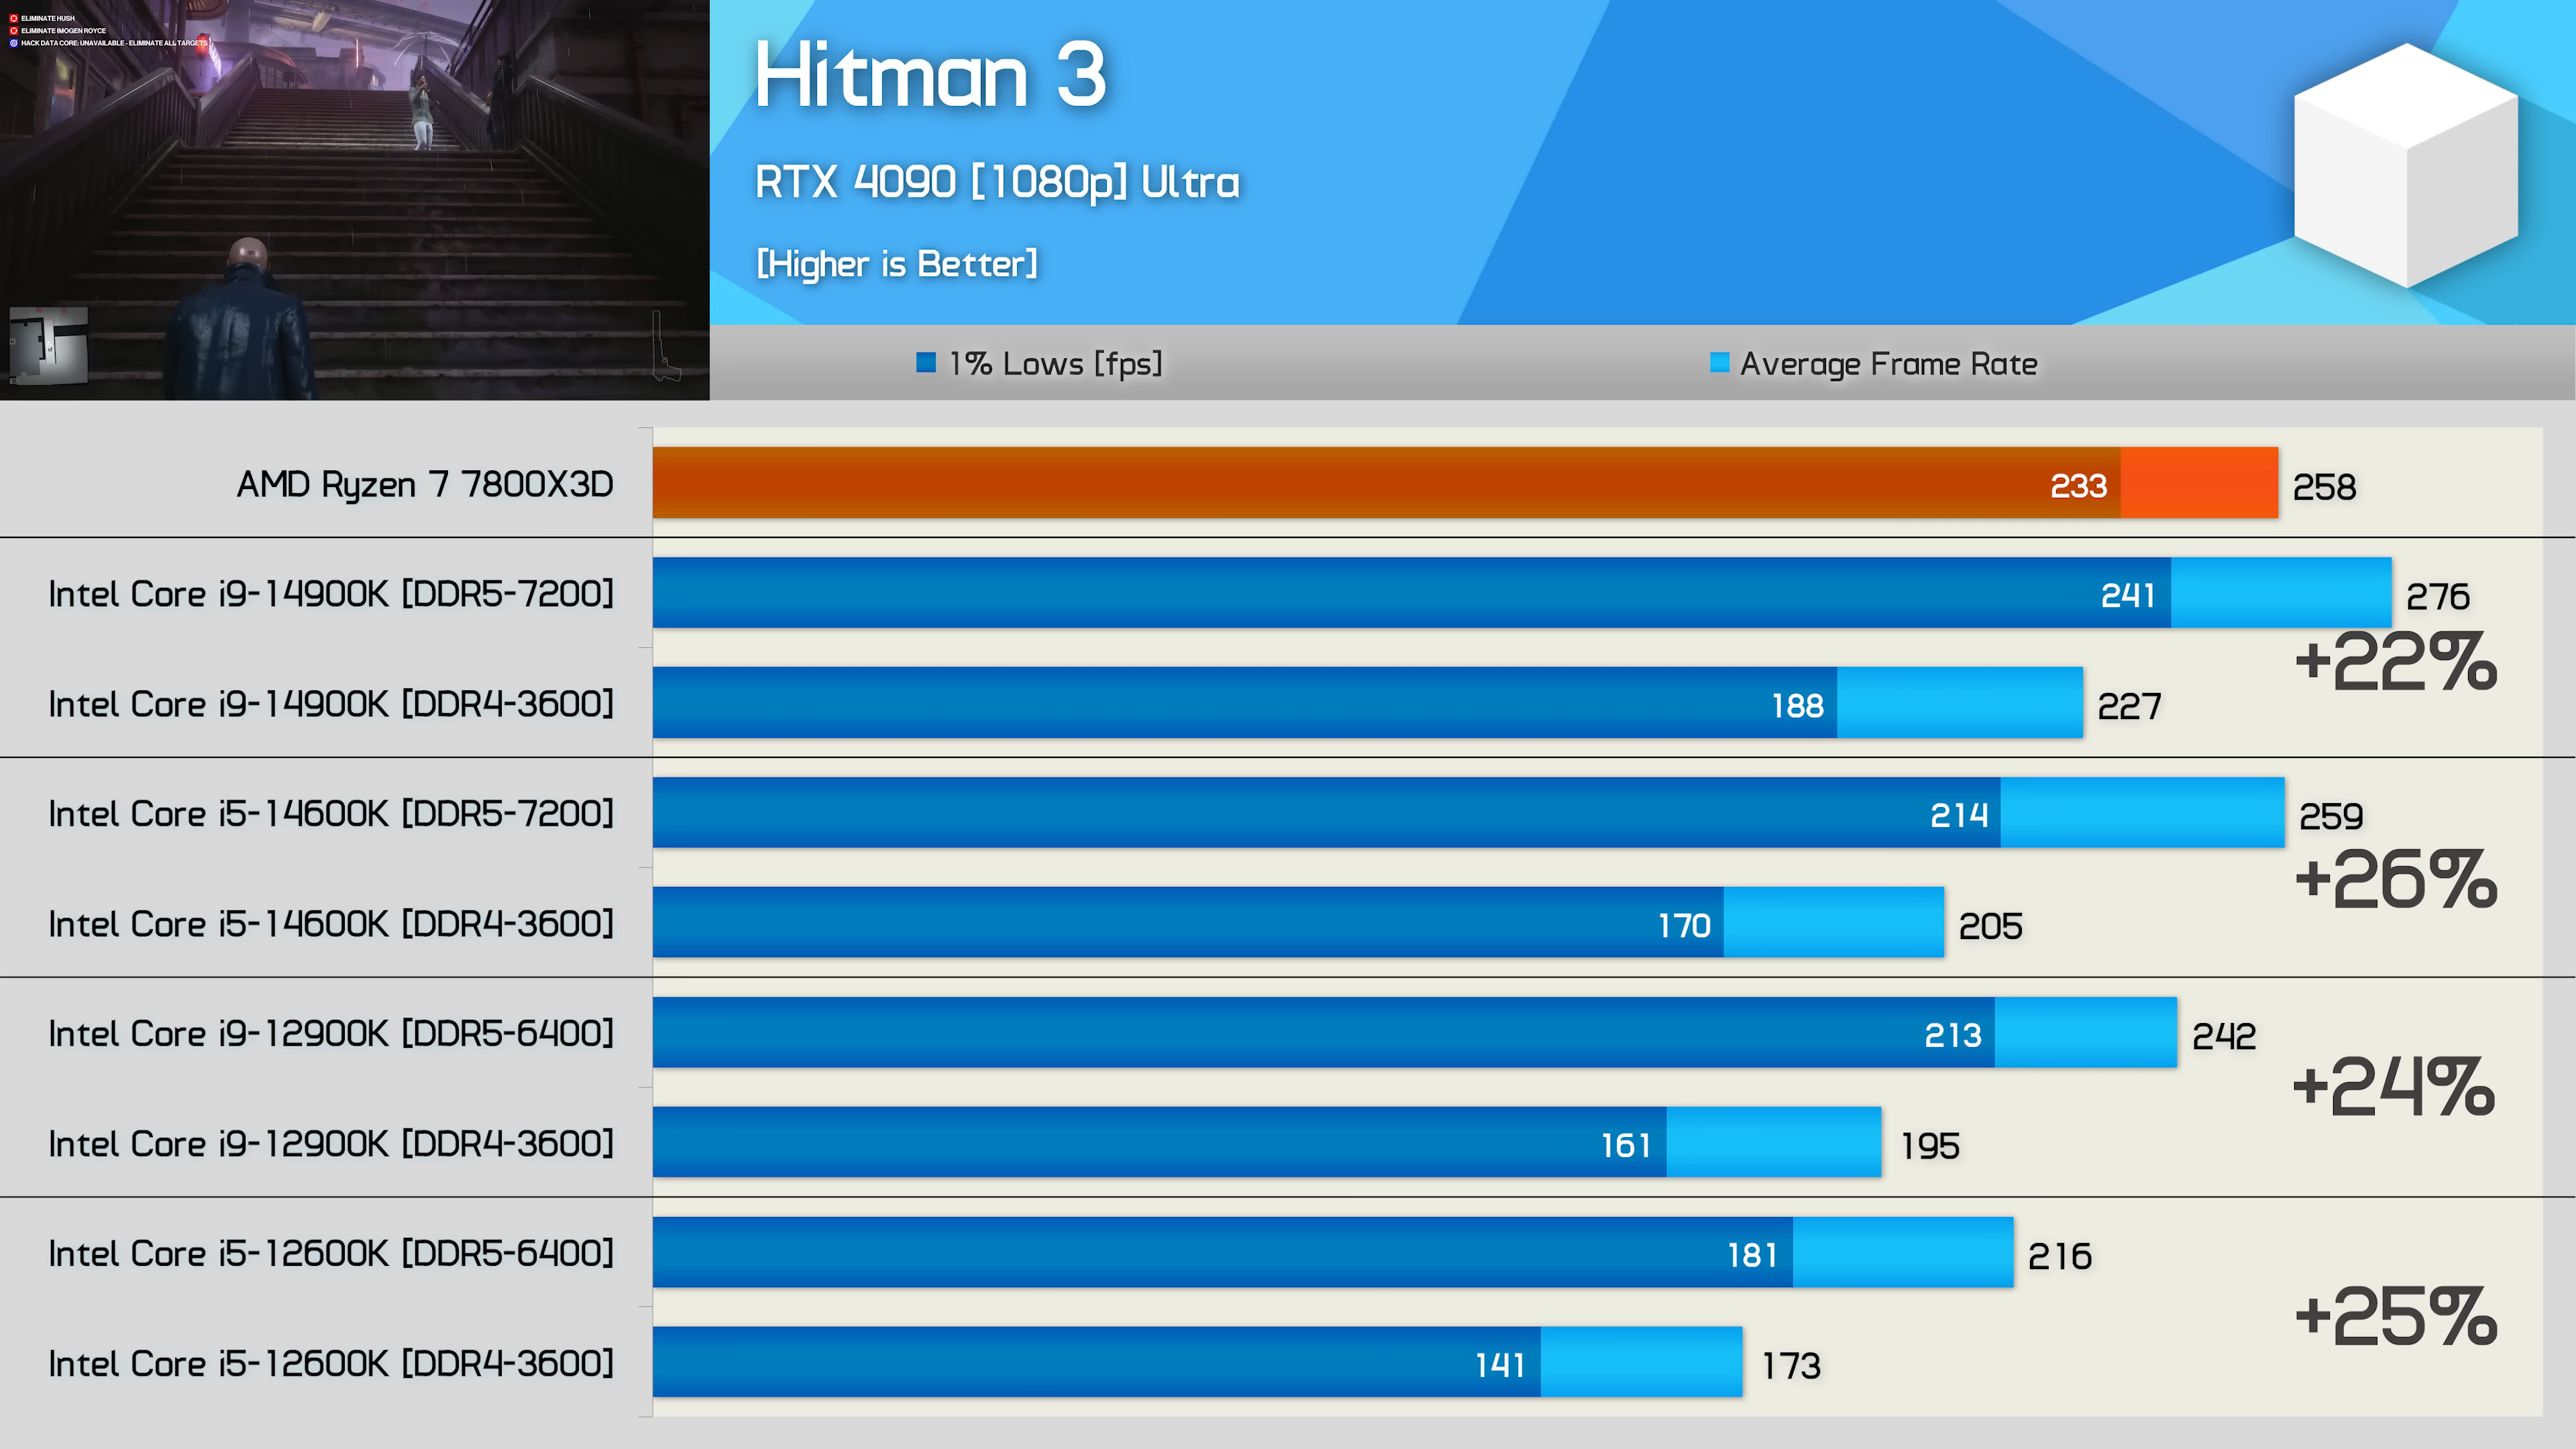 ELIMINATE HUSH
ELIMINATE IMOGEN ROYCE
HACK DATA CORE: UNAVAILABLE - ELIMINATE ALL TARGETS
Hitman 3
RTX 4090 [1080p] Ultra
[Higher is Better]
1% Lows [fps] Average Frame Rate
AMD Ryzen 7 7800X3D 233 258
Intel Core i9-14900K [DDR5-7200] 241 276
+22%
Intel Core i9-14900K [DDR4-3600] 188 227
Intel Core i5-14600K [DDR5-7200] 214 259
+26%
Intel Core i5-14600K [DDR4-3600] 170 205
Intel Core i9-12900K [DDR5-6400] 213 242
+24%
Intel Core i9-12900K [DDR4-3600] 161 195
Intel Core i5-12600K [DDR5-6400] 181 216
+25%
Intel Core i5-12600K [DDR4-3600] 141 173